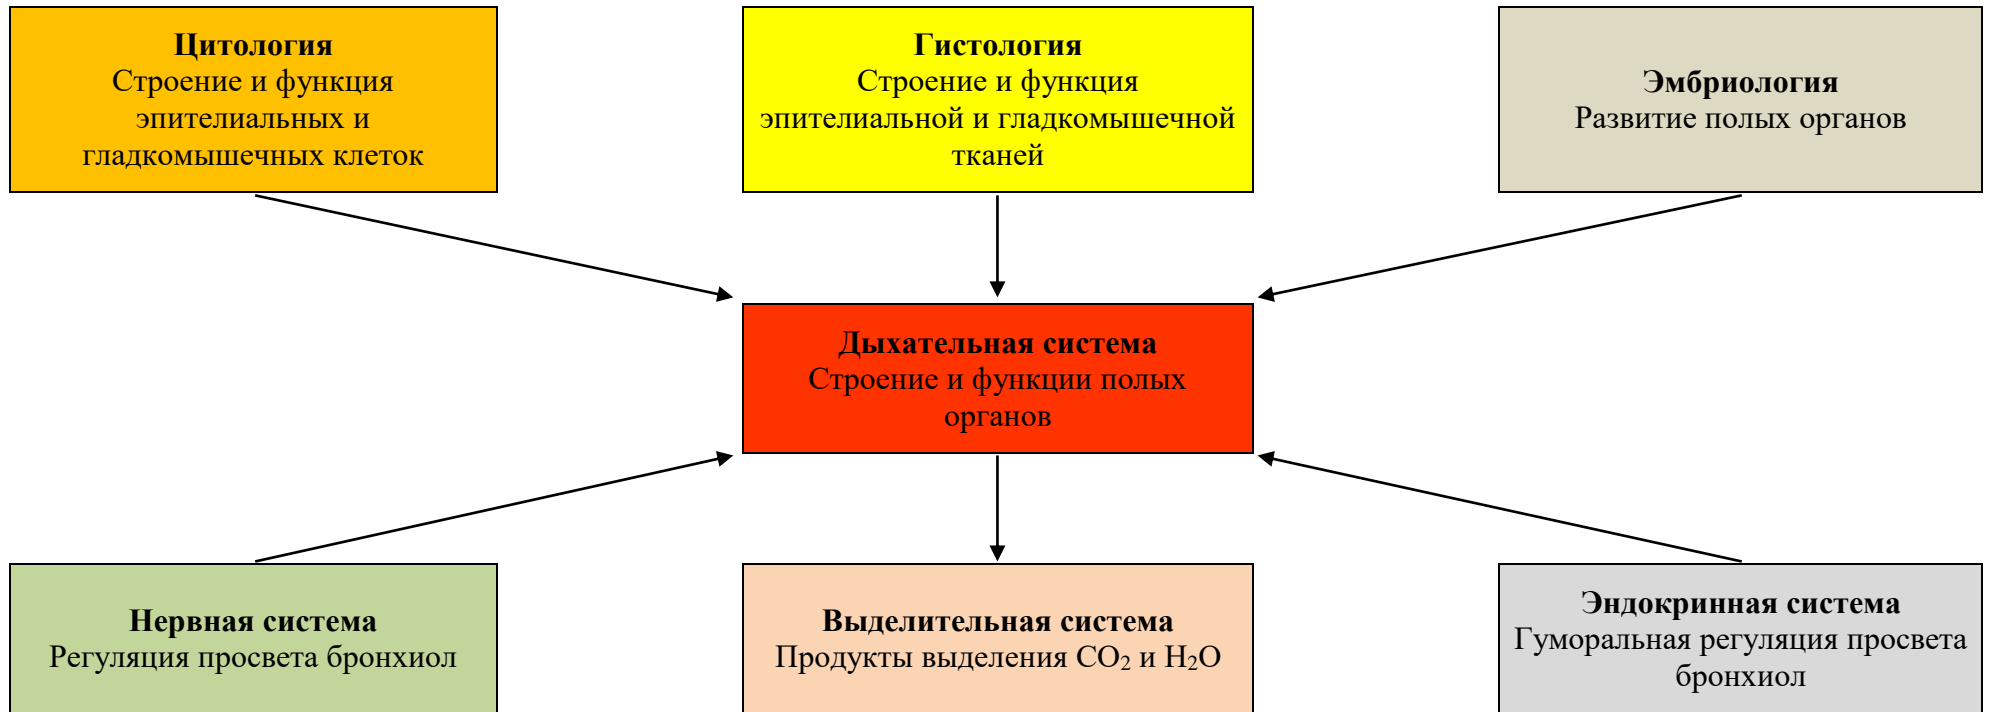 Цитология
Строение и функция
эпителиальных и
гладкомышечных клеток
Гистология
Строение и функция
эпителиальной и гладкомышечной
тканей
Эмбриология
Развитие полых органов
Дыхательная система
Строение и функции полых
органов
Нервная система
Регуляция просвета бронхиол
Выделительная система
Продукты выделения CO₂ и H₂O
Эндокринная система
Гуморальная регуляция просвета
бронхиол